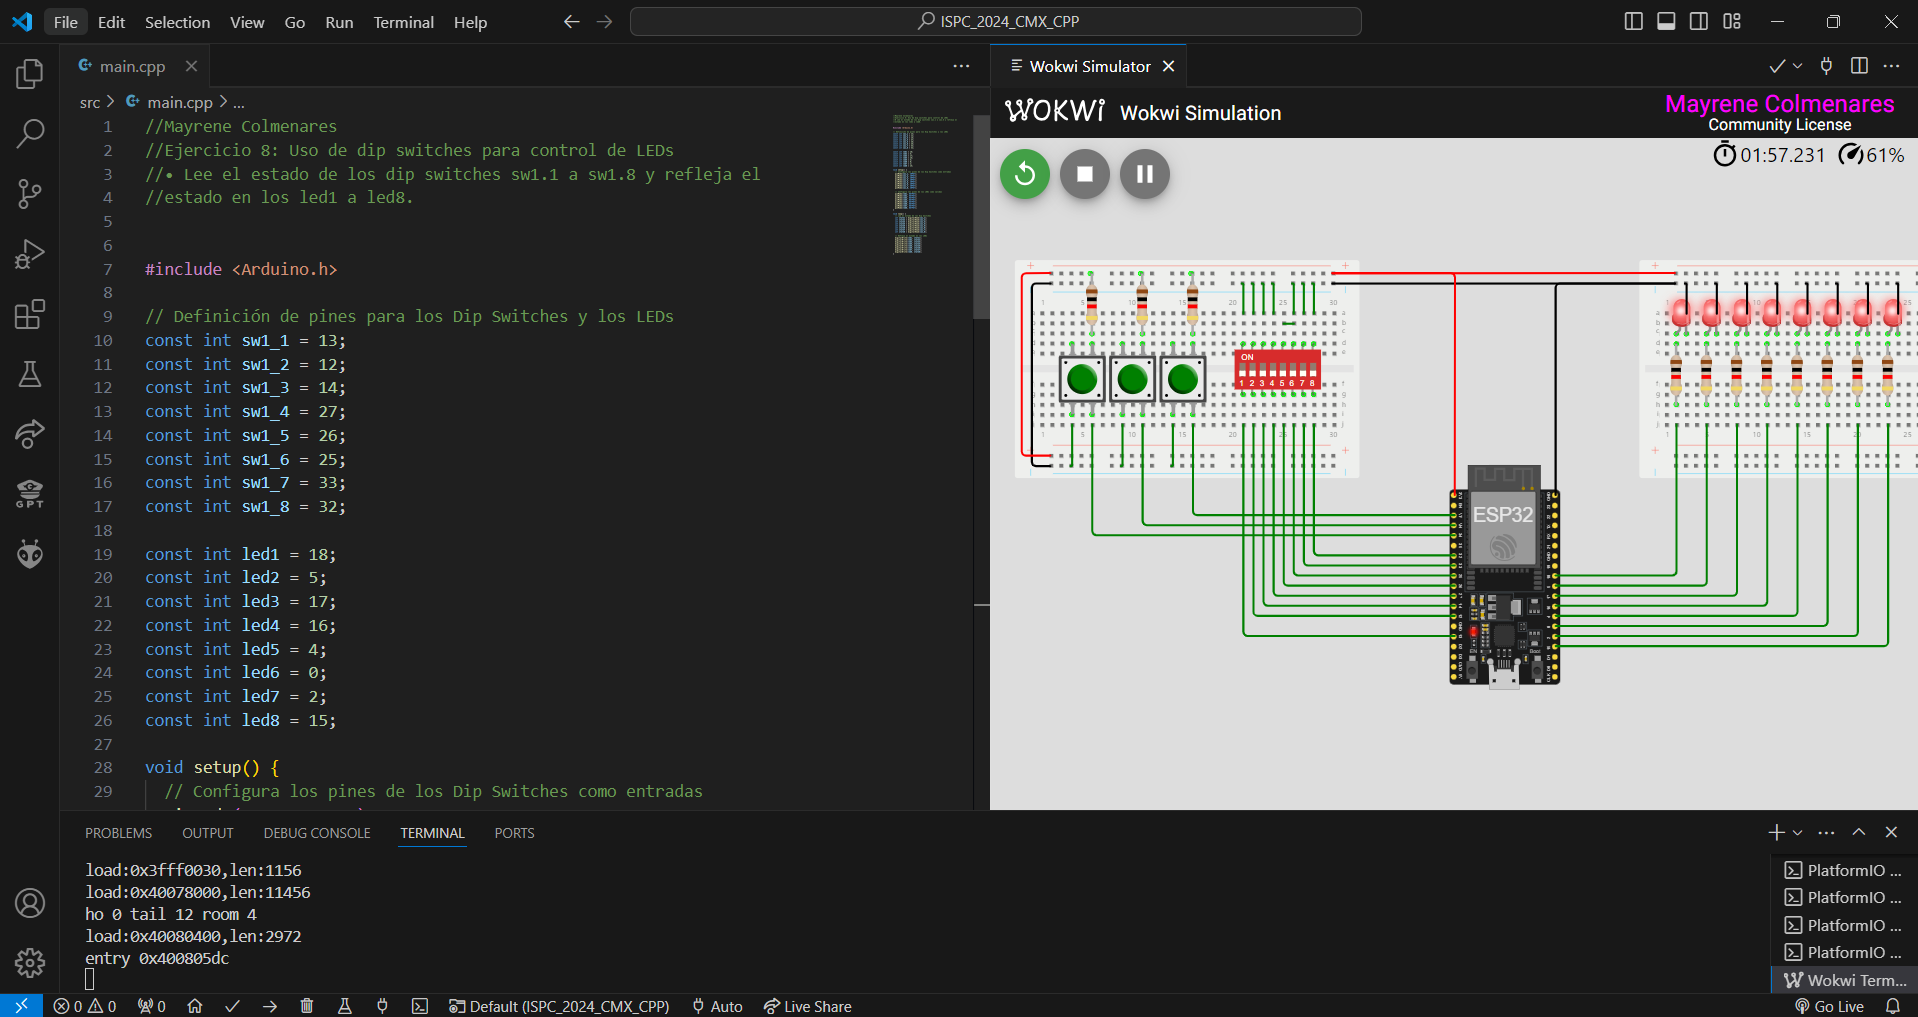 File Edit Selection View Go Run Terminal Help
ISPC_2024_CMX_CPP
main.cpp
src > main.cpp > ...
1 //Mayrene Colmenares
2 //Ejercicio 8: Uso de dip switches para control de LEDs
3 //• Lee el estado de los dip switches sw1.1 a sw1.8 y refleja el
4 //estado en los led1 a led8.
5
6
7 #include <Arduino.h>
8
9 // Definición de pines para los Dip Switches y los LEDs
10 const int sw1_1 = 13;
11 const int sw1_2 = 12;
12 const int sw1_3 = 14;
13 const int sw1_4 = 27;
14 const int sw1_5 = 26;
15 const int sw1_6 = 25;
16 const int sw1_7 = 33;
17 const int sw1_8 = 32;
18
19 const int led1 = 18;
20 const int led2 = 5;
21 const int led3 = 17;
22 const int led4 = 16;
23 const int led5 = 4;
24 const int led6 = 0;
25 const int led7 = 2;
26 const int led8 = 15;
27
28 void setup() {
29 // Configura los pines de los Dip Switches como entradas
GPT
Wokwi Simulator
WOKWI Wokwi Simulation
Mayrene Colmenares
Community License
01:57.231 61%
ON
1 2 3 4 5 6 7 8
ESP32
PROBLEMS OUTPUT DEBUG CONSOLE TERMINAL PORTS
load:0x3fff0030,len:1156
load:0x40078000,len:11456
ho 0 tail 12 room 4
load:0x40080400,len:2972
entry 0x400805dc
PlatformIO ...
PlatformIO ...
PlatformIO ...
PlatformIO ...
Wokwi Term...
0 0 0 Default (ISPC_2024_CMX_CPP) Auto Live Share Go Live